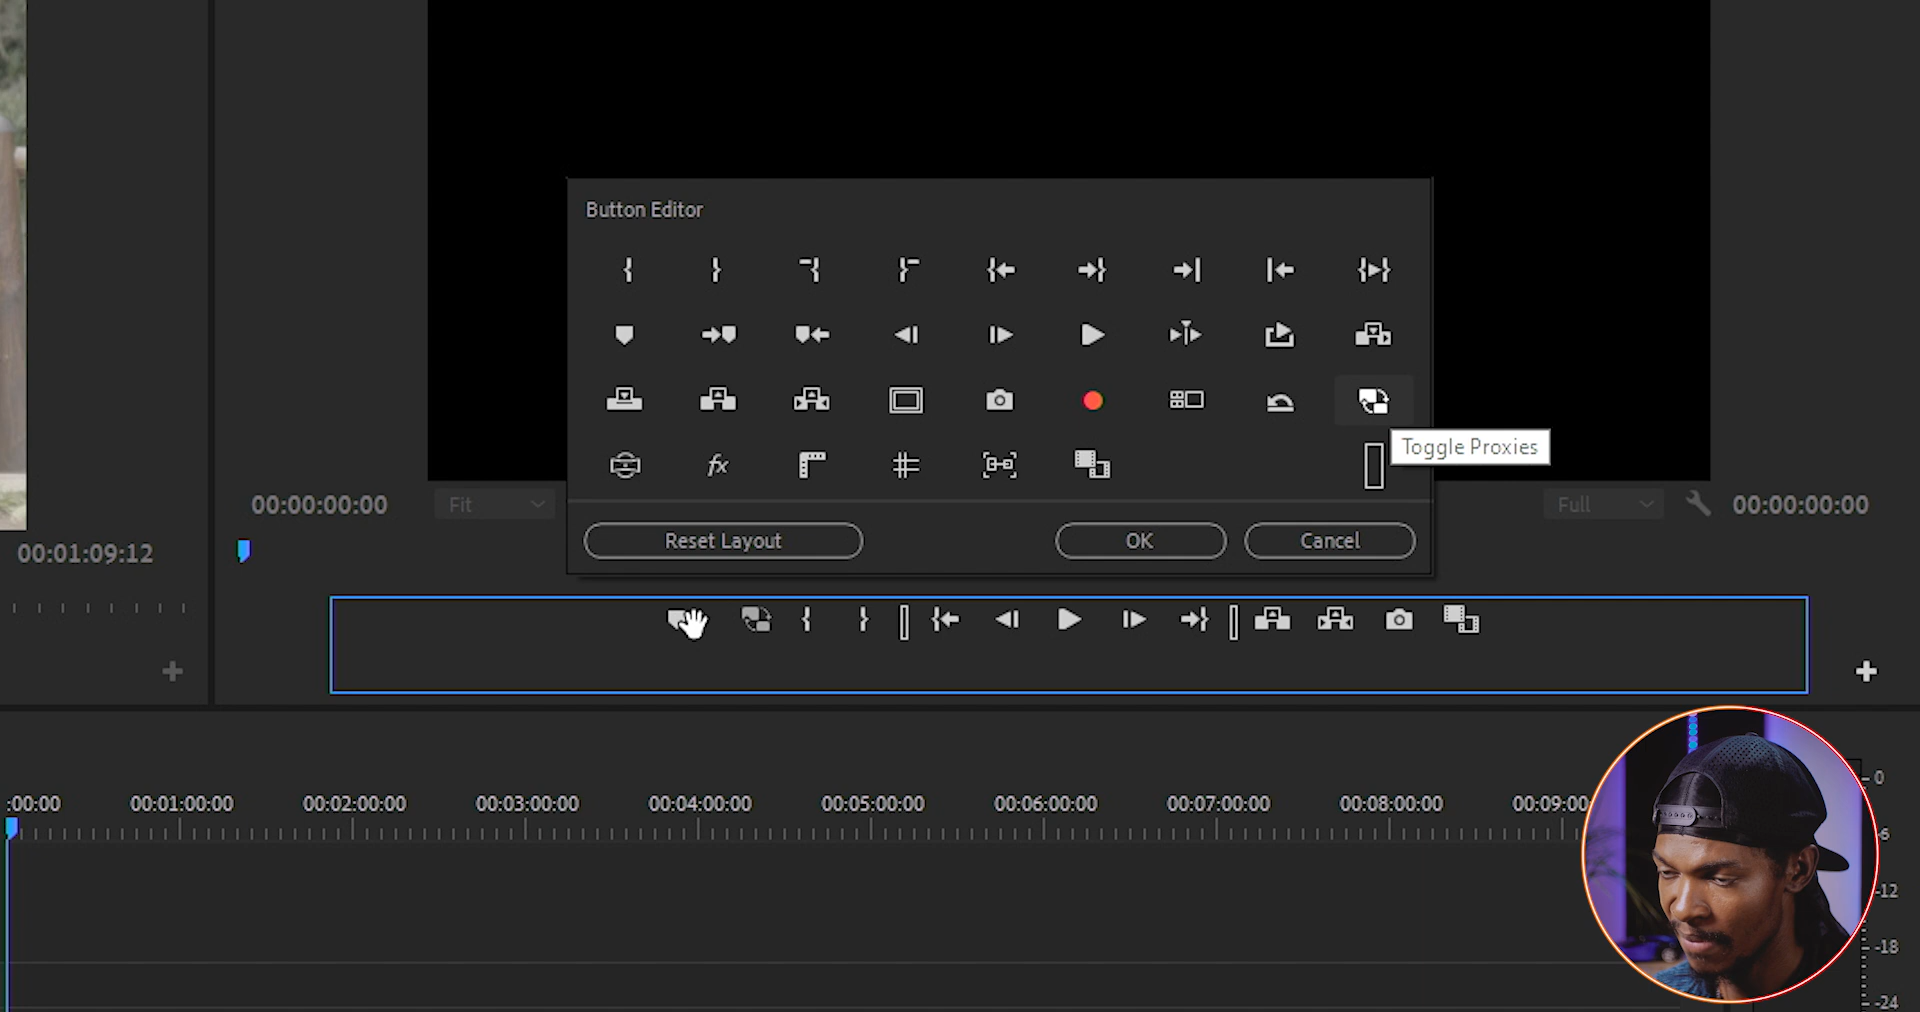 Button Editor
fx
Toggle Proxies
00:00:00:00
Fit
Full
00:00:00:00
Reset Layout
OK
Cancel
00:01:09:12
:00:00
00:01:00:00
00:02:00:00
00:03:00:00
00:04:00:00
00:05:00:00
00:06:00:00
00:07:00:00
00:08:00:00
00:09:00
0
-6
-12
-18
-24